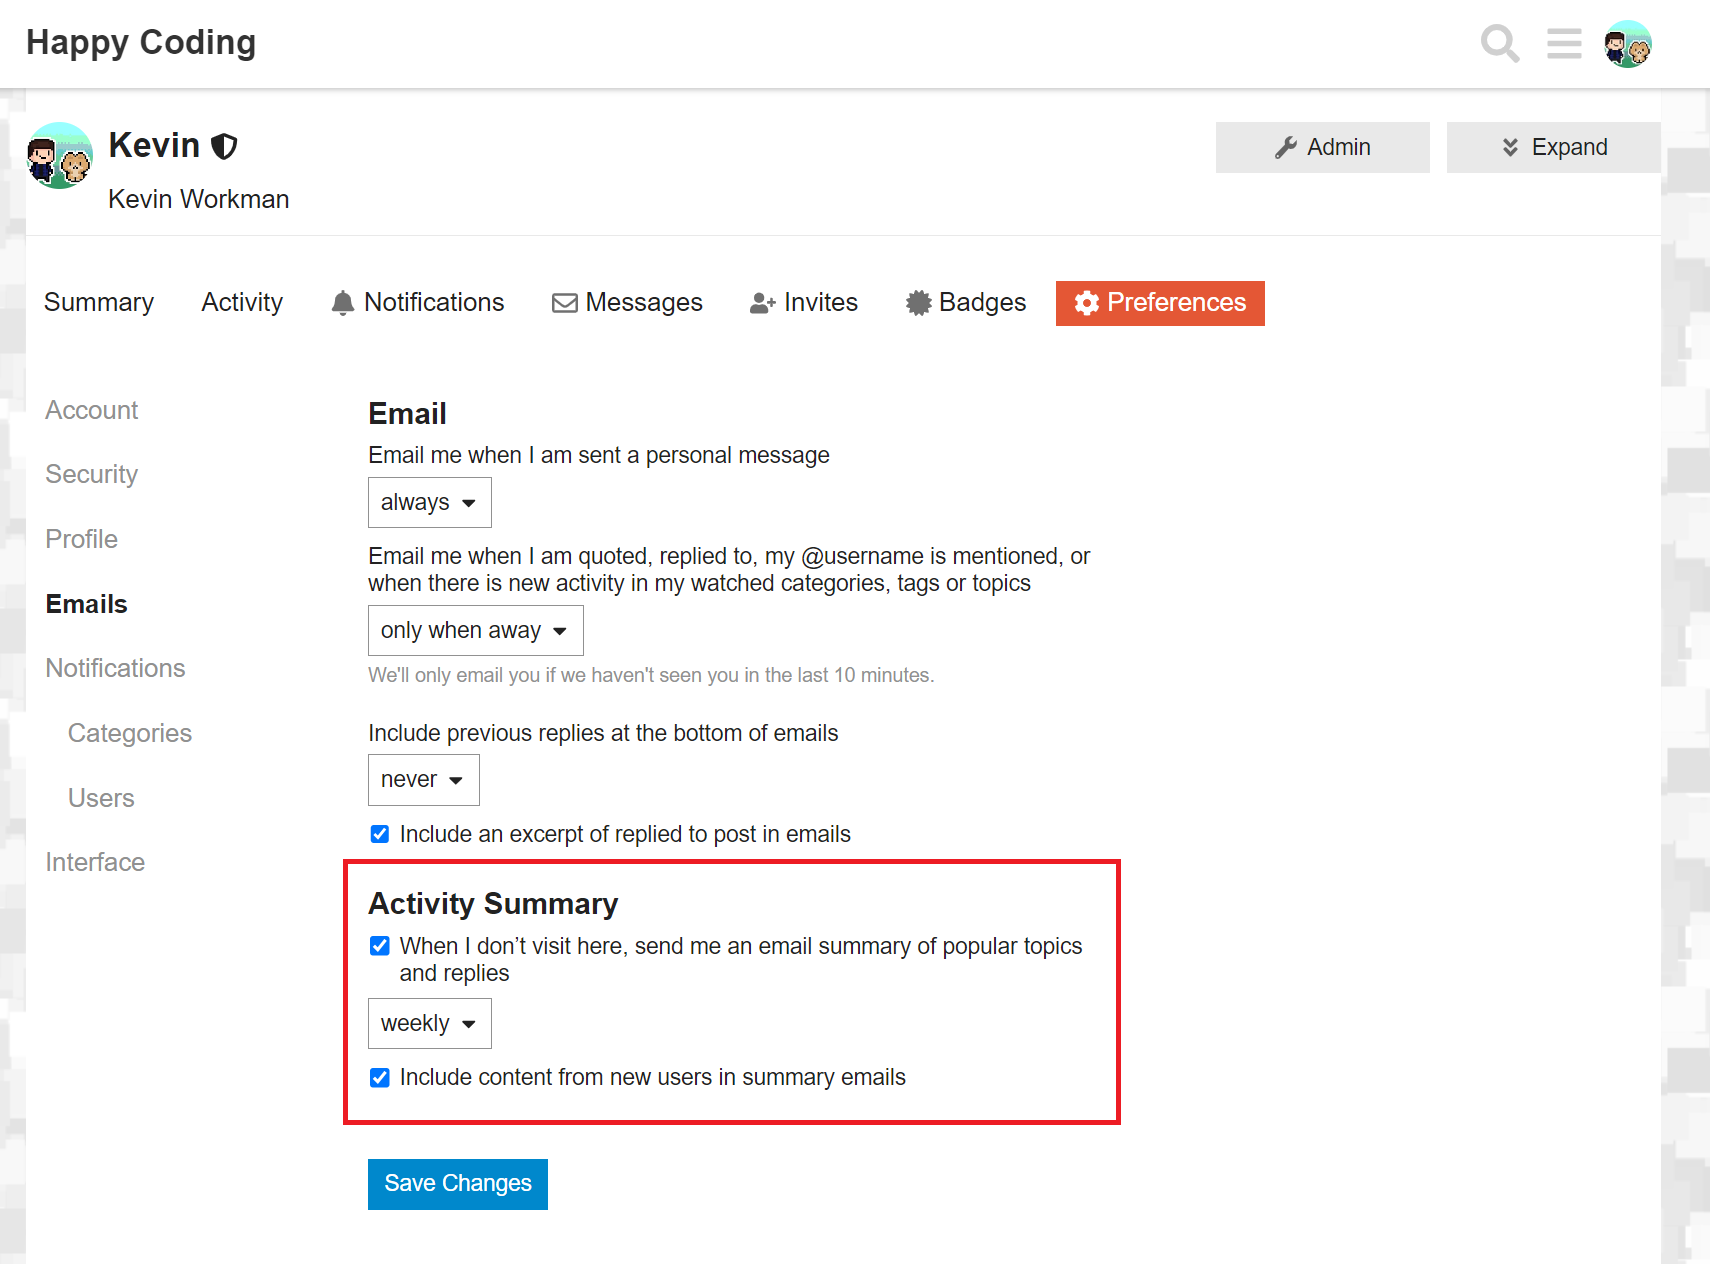 Happy Coding
Kevin
Admin
Expand
Kevin Workman
Summary
Activity
Notifications
Messages
Invites
Badges
Preferences
Account
Security
Profile
Emails
Notifications
Categories
Users
Interface
Email
Email me when I am sent a personal message
always
Email me when I am quoted, replied to, my @username is mentioned, or
when there is new activity in my watched categories, tags or topics
only when away
We'll only email you if we haven't seen you in the last 10 minutes.
Include previous replies at the bottom of emails
never
Include an excerpt of replied to post in emails
Activity Summary
When I don’t visit here, send me an email summary of popular topics
and replies
weekly
Include content from new users in summary emails
Save Changes